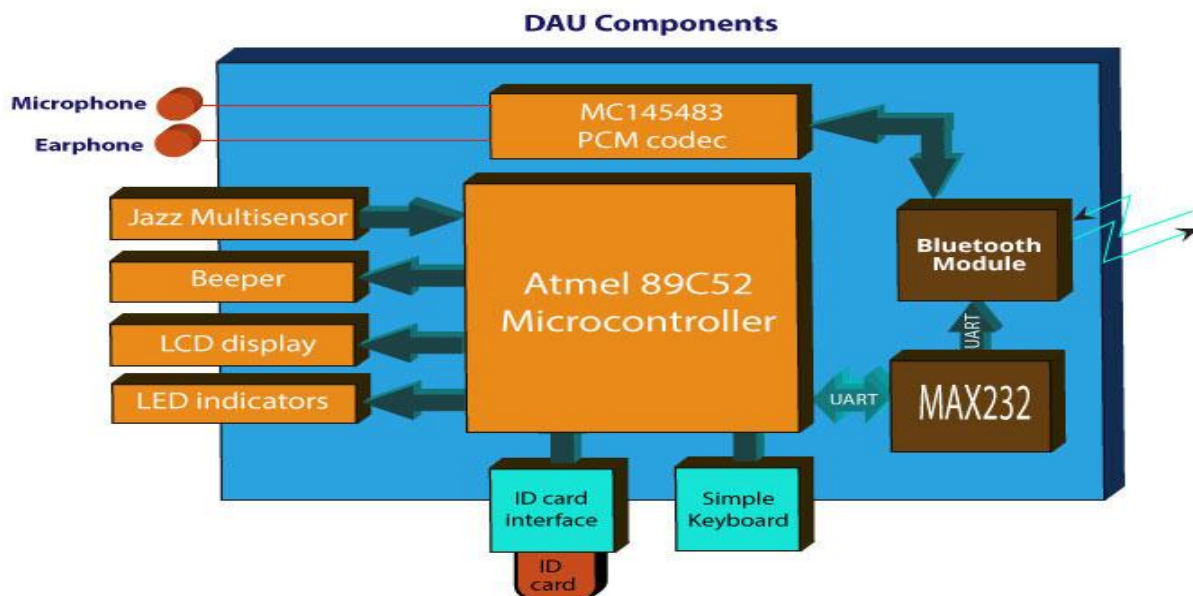 DAU Components
Microphone
Earphone
MC145483
PCM codec
Jazz Multisensor
Beeper
LCD display
LED indicators
Atmel 89C52
Microcontroller
Bluetooth
Module
UART
UART
MAX232
ID card
interface
Simple
Keyboard
ID
card